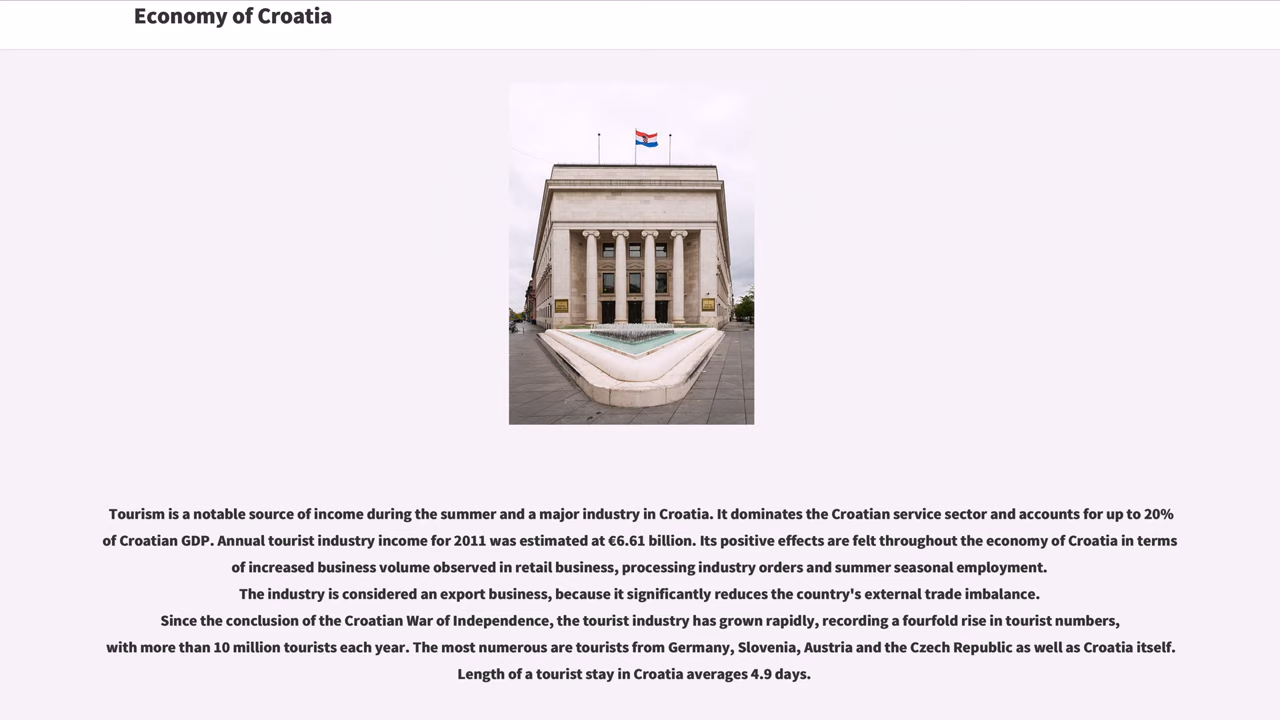 Economy of Croatia
Tourism is a notable source of income during the summer and a major industry in Croatia. It dominates the Croatian service sector and accounts for up to 20%
of Croatian GDP. Annual tourist industry income for 2011 was estimated at €6.61 billion. Its positive effects are felt throughout the economy of Croatia in terms
of increased business volume observed in retail business, processing industry orders and summer seasonal employment.
The industry is considered an export business, because it significantly reduces the country's external trade imbalance.
Since the conclusion of the Croatian War of Independence, the tourist industry has grown rapidly, recording a fourfold rise in tourist numbers,
with more than 10 million tourists each year. The most numerous are tourists from Germany, Slovenia, Austria and the Czech Republic as well as Croatia itself.
Length of a tourist stay in Croatia averages 4.9 days.